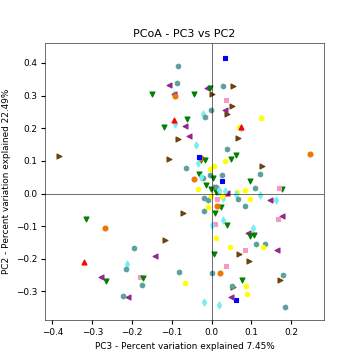 PCoA - PC3 vs PC2
PC2 - Percent variation explained 22.49%
0.4
0.3
0.2
0.1
0.0
−0.1
−0.2
−0.3
−0.4 −0.3 −0.2 −0.1 0.0 0.1 0.2
PC3 - Percent variation explained 7.45%